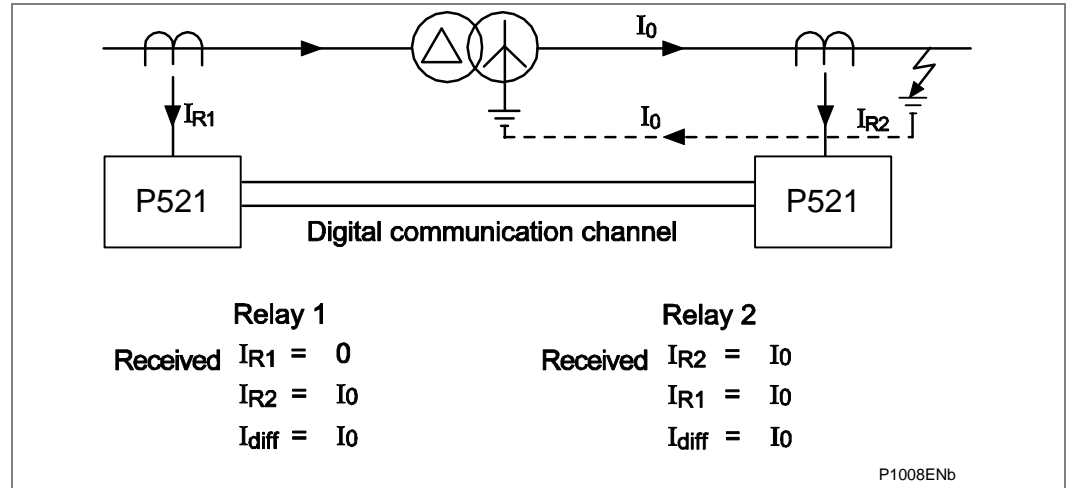 I0
I0
IR1
IR2
P521
P521
Digital communication channel
Relay 1
Received IR1 = 0
IR2 = I0
Idiff = I0
Relay 2
Received IR2 = I0
IR1 = I0
Idiff = I0
P1008ENb